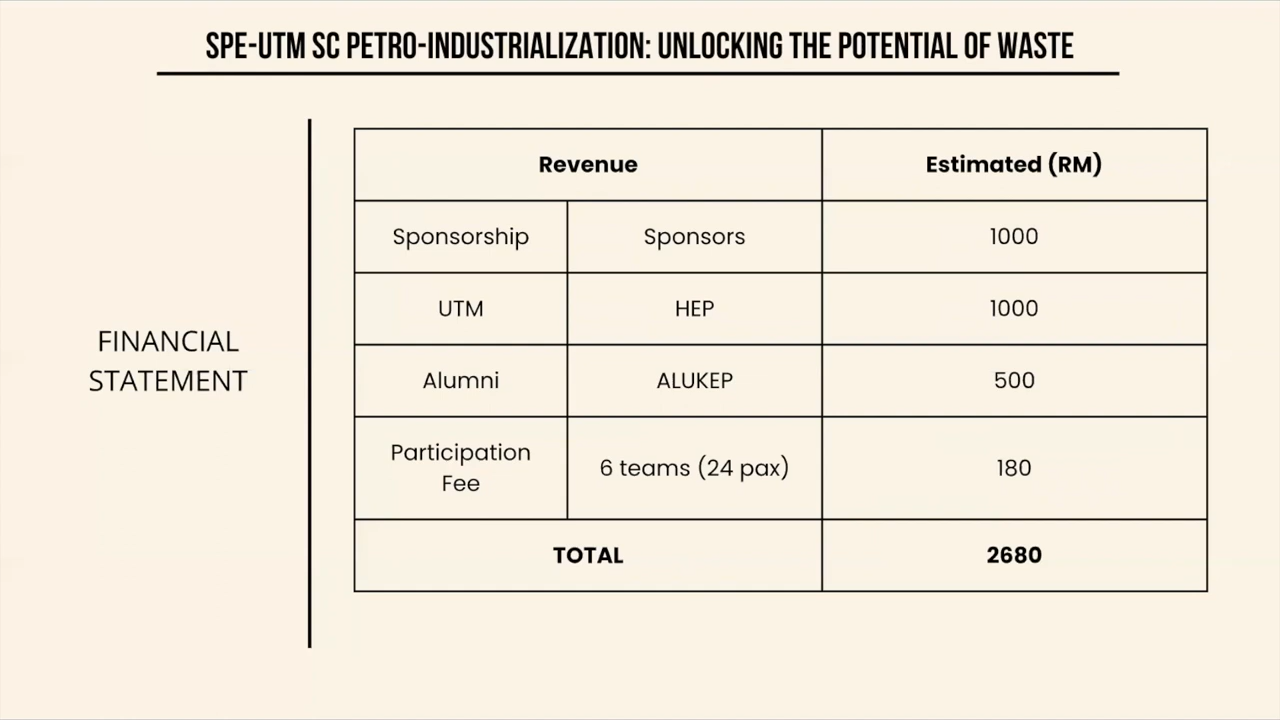 SPE-UTM SC PETRO-INDUSTRIALIZATION: UNLOCKING THE POTENTIAL OF WASTE
FINANCIAL
STATEMENT
Revenue Estimated (RM)
Sponsorship Sponsors 1000
UTM HEP 1000
Alumni ALUKEP 500
Participation
Fee 6 teams (24 pax) 180
TOTAL 2680